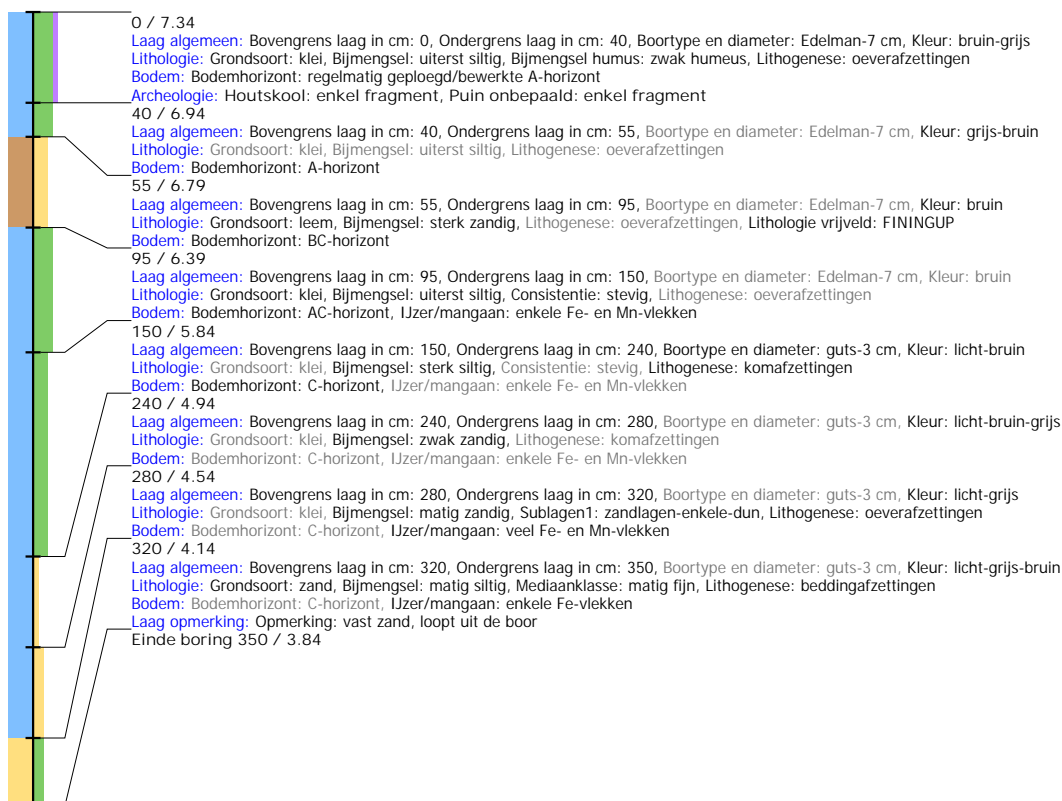 0 / 7.34
Laag algemeen: Bovengrens laag in cm: 0, Ondergrens laag in cm: 40, Boortype en diameter: Edelman-7 cm, Kleur: bruin-grijs
Lithologie: Grondsoort: klei, Bijmengsel: uiterst siltig, Bijmengsel humus: zwak humeus, Lithogenese: oeverafzettingen
Bodem: Bodemhorizont: regelmatig geploegd/bewerkte A-horizont
Archeologie: Houtskool: enkel fragment, Puin onbepaald: enkel fragment
40 / 6.94
Laag algemeen: Bovengrens laag in cm: 40, Ondergrens laag in cm: 55, Boortype en diameter: Edelman-7 cm, Kleur: grijs-bruin
Lithologie: Grondsoort: klei, Bijmengsel: uiterst siltig, Lithogenese: oeverafzettingen
Bodem: Bodemhorizont: A-horizont
55 / 6.79
Laag algemeen: Bovengrens laag in cm: 55, Ondergrens laag in cm: 95, Boortype en diameter: Edelman-7 cm, Kleur: bruin
Lithologie: Grondsoort: leem, Bijmengsel: sterk zandig, Lithogenese: oeverafzettingen, Lithologie vrijveld: FININGUP
Bodem: Bodemhorizont: BC-horizont
95 / 6.39
Laag algemeen: Bovengrens laag in cm: 95, Ondergrens laag in cm: 150, Boortype en diameter: Edelman-7 cm, Kleur: bruin
Lithologie: Grondsoort: klei, Bijmengsel: uiterst siltig, Consistentie: stevig, Lithogenese: oeverafzettingen
Bodem: Bodemhorizont: AC-horizont, IJzer/mangaan: enkele Fe- en Mn-vlekken
150 / 5.84
Laag algemeen: Bovengrens laag in cm: 150, Ondergrens laag in cm: 240, Boortype en diameter: guts-3 cm, Kleur: licht-bruin
Lithologie: Grondsoort: klei, Bijmengsel: sterk siltig, Consistentie: stevig, Lithogenese: komafzettingen
Bodem: Bodemhorizont: C-horizont, IJzer/mangaan: enkele Fe- en Mn-vlekken
240 / 4.94
Laag algemeen: Bovengrens laag in cm: 240, Ondergrens laag in cm: 280, Boortype en diameter: guts-3 cm, Kleur: licht-bruin-grijs
Lithologie: Grondsoort: klei, Bijmengsel: zwak zandig, Lithogenese: komafzettingen
Bodem: Bodemhorizont: C-horizont, IJzer/mangaan: enkele Fe- en Mn-vlekken
280 / 4.54
Laag algemeen: Bovengrens laag in cm: 280, Ondergrens laag in cm: 320, Boortype en diameter: guts-3 cm, Kleur: licht-grijs
Lithologie: Grondsoort: klei, Bijmengsel: matig zandig, Sublagen1: zandlagen-enkele-dun, Lithogenese: oeverafzettingen
Bodem: Bodemhorizont: C-horizont, IJzer/mangaan: veel Fe- en Mn-vlekken
320 / 4.14
Laag algemeen: Bovengrens laag in cm: 320, Ondergrens laag in cm: 350, Boortype en diameter: guts-3 cm, Kleur: licht-grijs-bruin
Lithologie: Grondsoort: zand, Bijmengsel: matig siltig, Mediaanklasse: matig fijn, Lithogenese: beddingafzettingen
Bodem: Bodemhorizont: C-horizont, IJzer/mangaan: enkele Fe-vlekken
Laag opmerking: Opmerking: vast zand, loopt uit de boor
Einde boring 350 / 3.84